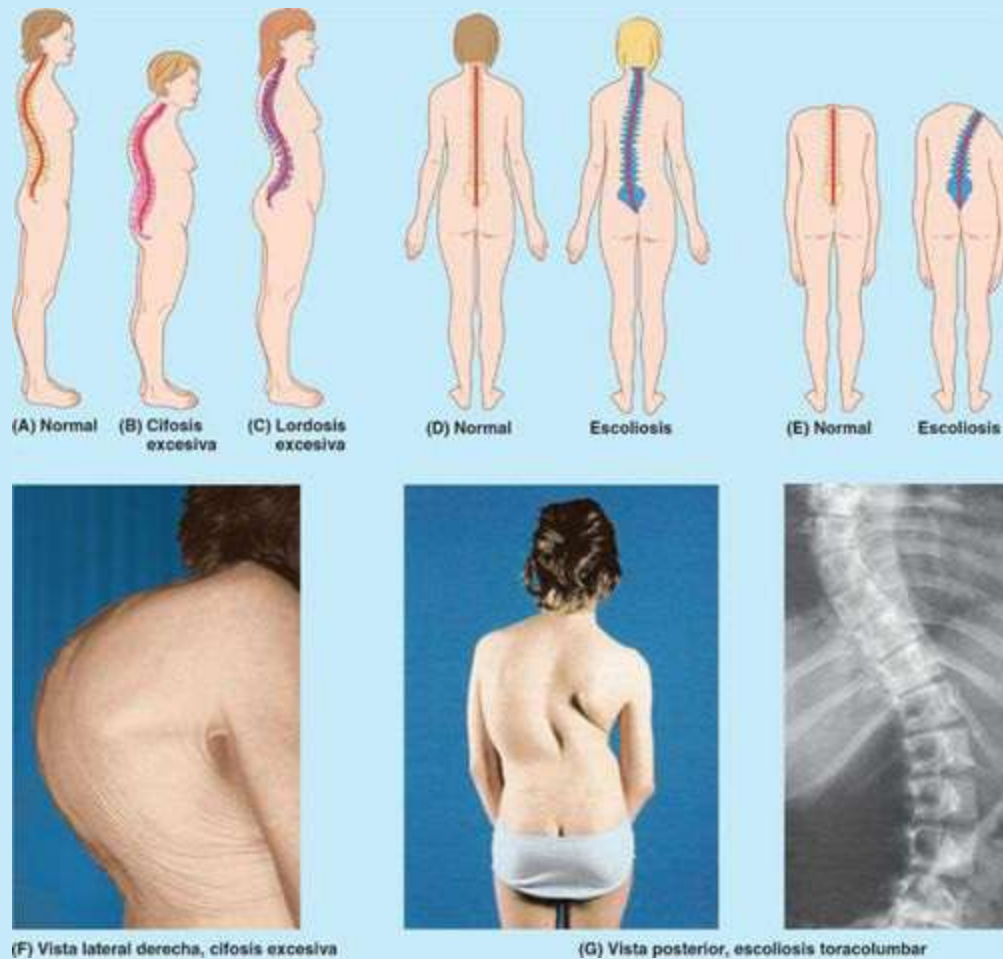 (A) Normal
(B) Cifosis
excesiva
(C) Lordosis
excesiva
(D) Normal
Escoliosis
(E) Normal
Escoliosis
(F) Vista lateral derecha, cifosis excesiva
(G) Vista posterior, escoliosis toracolumbar